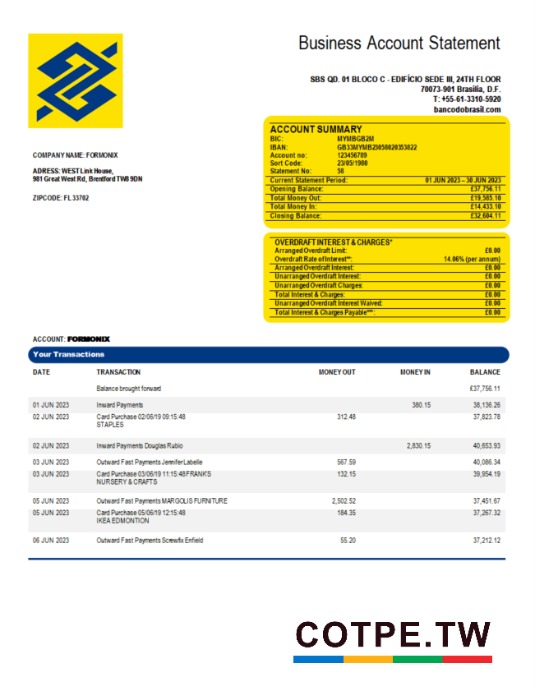 Business Account Statement
SBS QD. 01 BLOCO C - EDIFÍCIO SEDE III, 24TH FLOOR
70073-901 Brasilia, D.F.
T: +55-61-3310-5920
bancodobrasil.com
ACCOUNT SUMMARY
BIC: MYMBGB2M
IBAN: GB33MYMB23058020353822
Account no: 123456789
Sort Code: 23/05/1980
Statement No: 58
Current Statement Period: 01 JUN 2023 – 30 JUN 2023
Opening Balance: £37,756.11
Total Money Out: £19,585.10
Total Money In: £14,433.10
Closing Balance: £32,604.11
COMPANY NAME: FORMONIX
ADRESS: WEST Link House,
981 Great West Rd, Brentford TW8 9DN
ZIPCODE: FL 33702
OVERDRAFT INTEREST & CHARGES*
Arranged Overdraft Limit: £0.00
Overdraft Rate of Interest**: 14.06% (per annum)
Arranged Overdraft Interest: £0.00
Unarranged Overdraft Interest: £0.00
Unarranged Overdraft Charges: £0.00
Total Interest & Charges: £0.00
Unarranged Overdraft Interest Waived: £0.00
Total Interest & Charges Payable***: £0.00
ACCOUNT: FORMONIX
Your Transactions
DATE TRANSACTION MONEY OUT MONEY IN BALANCE
Balance brought forward £37,756.11
01 JUN 2023 Inward Payments 380.15 38,136.26
02 JUN 2023 Card Purchase 02/06/19 09:15:48 312.48 37,823.78
STAPLES
02 JUN 2023 Inward Payments Douglas Rubio 2,830.15 40,653.93
03 JUN 2023 Outward Fast Payments Jennifer Labelle 567.59 40,086.34
03 JUN 2023 Card Purchase 03/06/19 11:15:48 FRANK'S 132.15 39,954.19
NURSERY & CRAFTS
05 JUN 2023 Outward Fast Payments MARGOLIS FURNITURE 2,502.52 37,451.67
05 JUN 2023 Card Purchase 05/06/19 12:15:48 184.35 37,267.32
IKEA EDMONTION
06 JUN 2023 Outward Fast Payments Screwfix Enfield 55.20 37,212.12
COTPE.TW